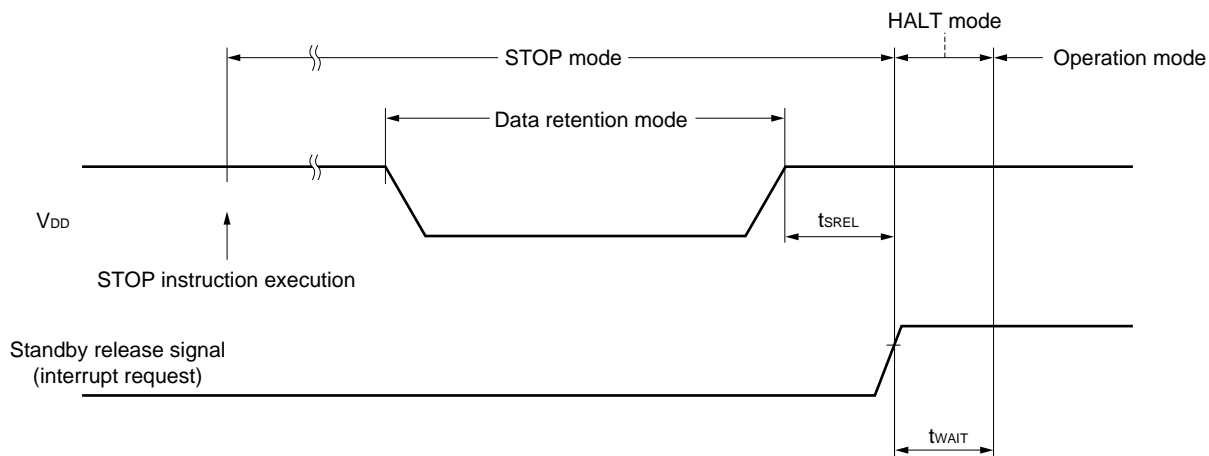 HALT mode
STOP mode
Operation mode
Data retention mode
VDD
tSREL
STOP instruction execution
Standby release signal
(interrupt request)
tWAIT